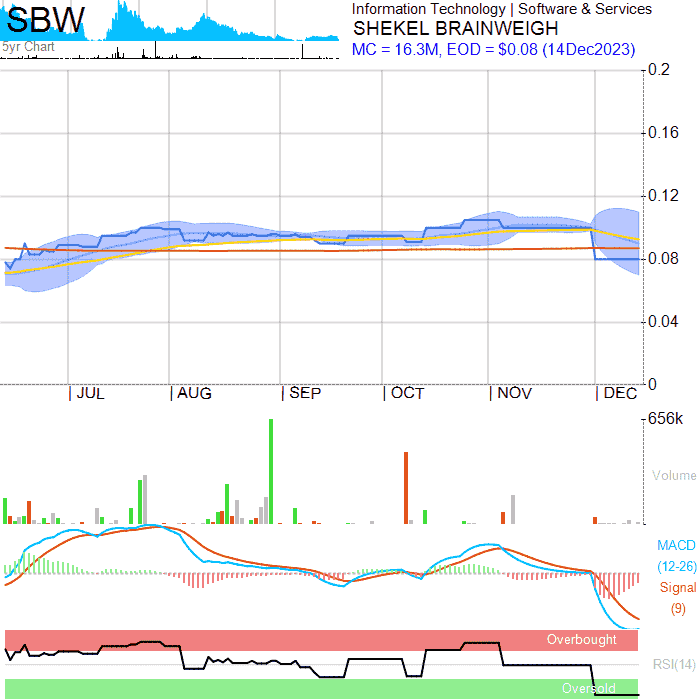 SBW
5yr Chart
Information Technology | Software & Services
SHEKEL BRAINWEIGH
MC = 16.3M, EOD = $0.08 (14Dec2023)
0.2
0.16
0.12
0.08
0.04
0
| JUL | AUG | SEP | OCT | NOV | DEC
656k
Volume
MACD
(12-26)
Signal
(9)
Overbought
RSI(14)
Oversold